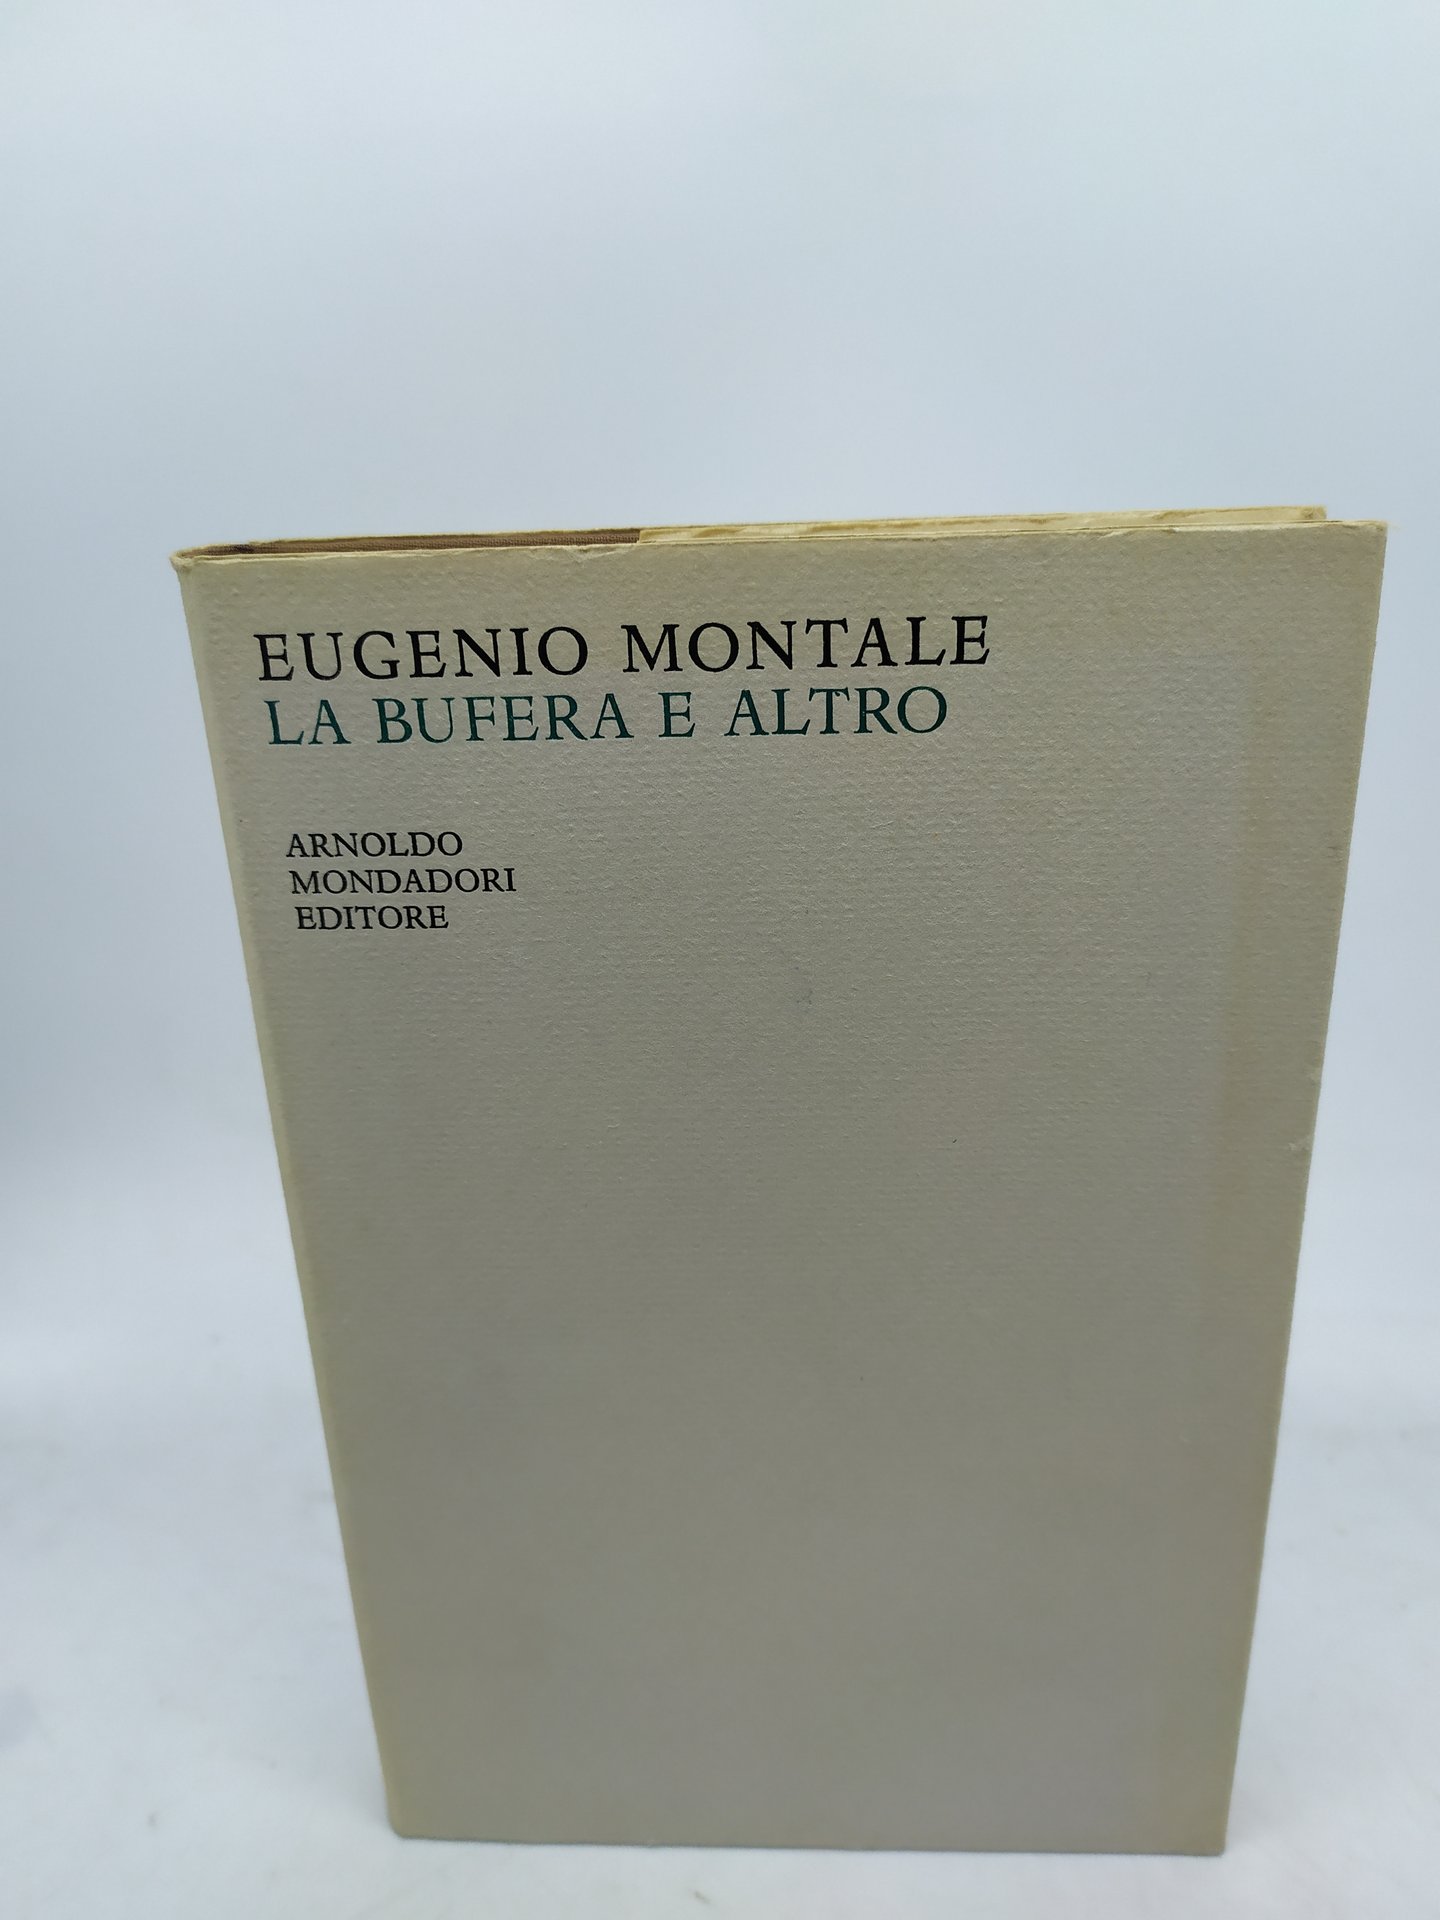 EUGENIO MONTALE
LA BUFERA E ALTRO
ARNOLDO
MONDADORI
EDITORE